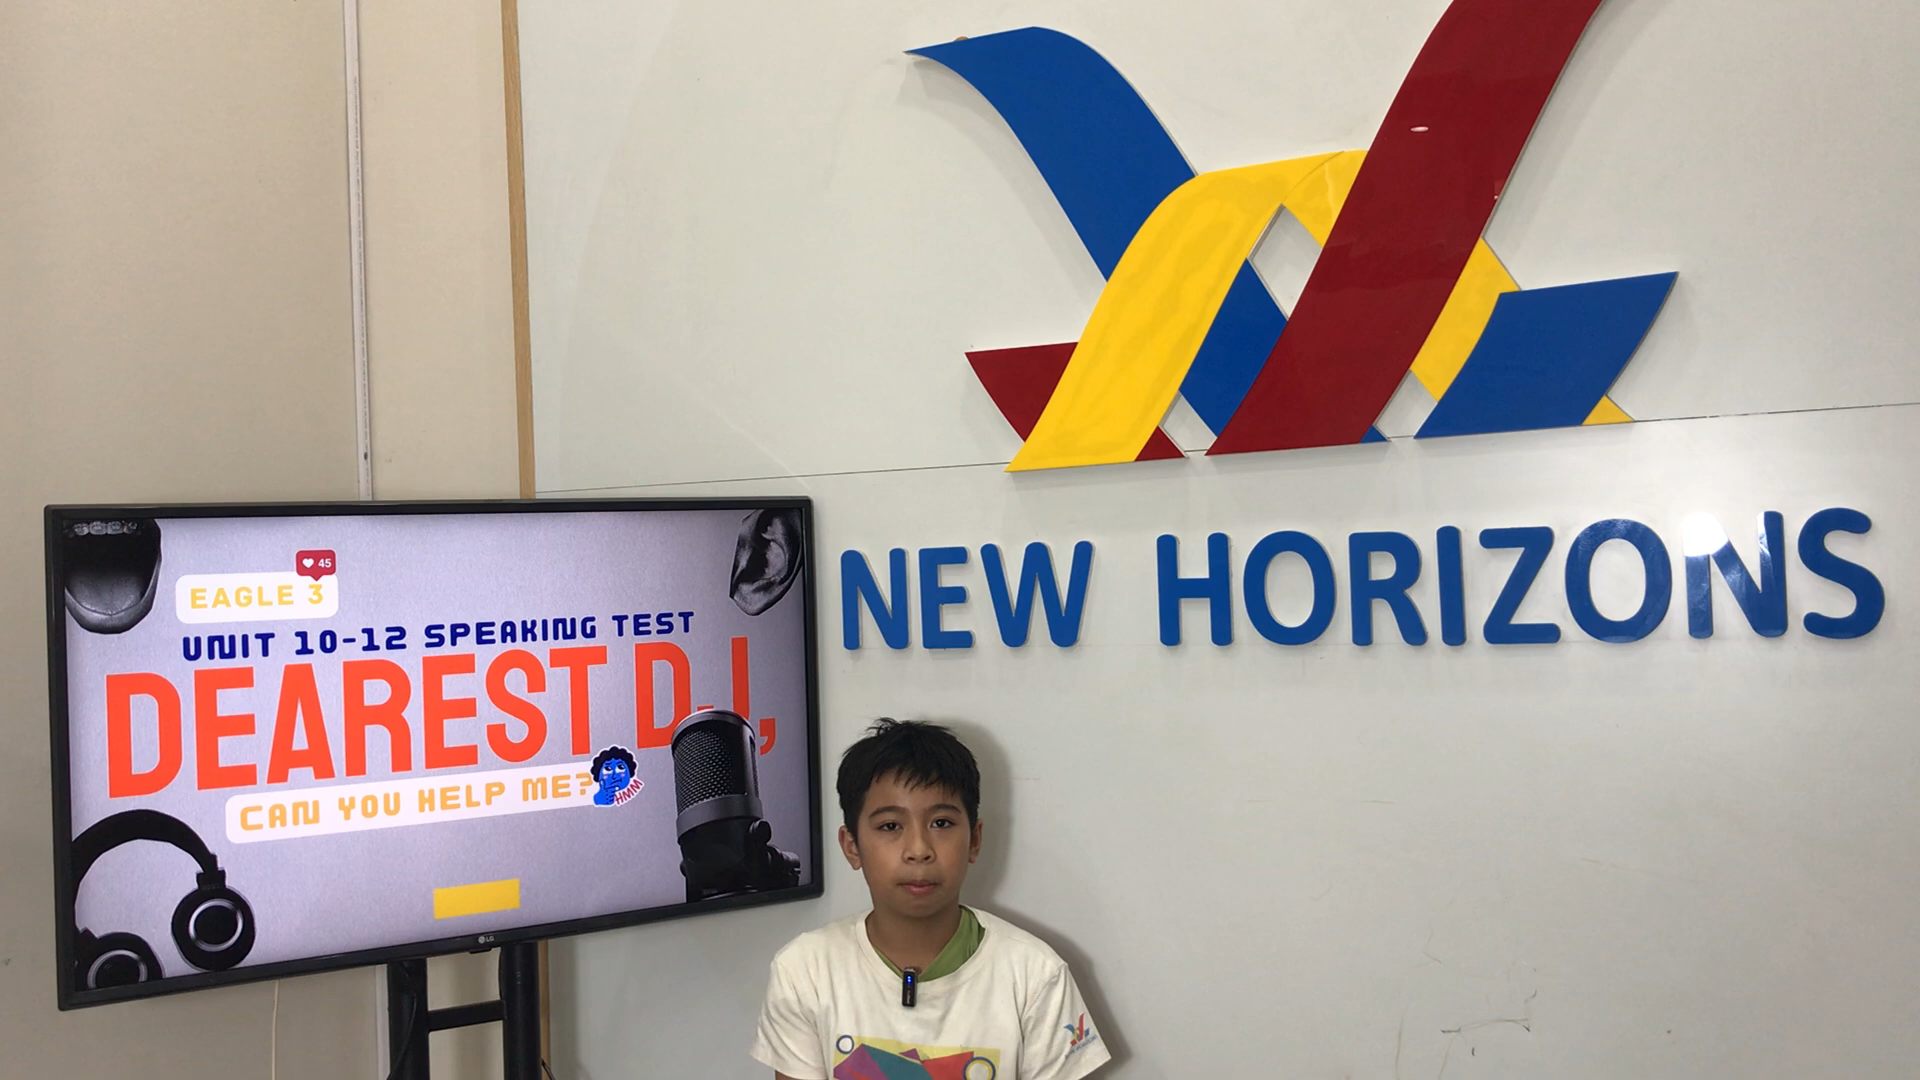 45
EAGLE 3
UNIT 10-12 SPEAKING TEST
DEAREST DJ,
CAN YOU HELP ME?
HMM
LG
NEW HORIZONS